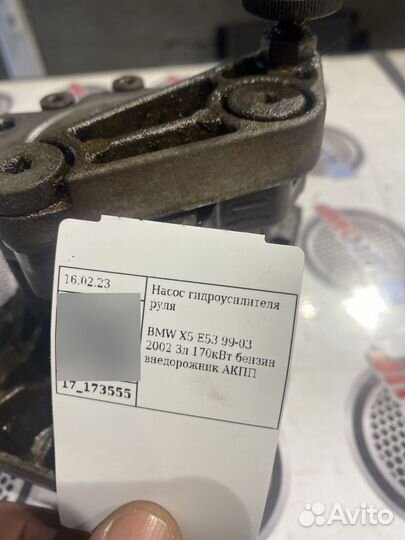 16.02.23
17_173555
Насос гидроусилителя
руля
BMW X5 E53 99-03
2002 3л 170кВт бензин
внедорожник АКПП
Avito